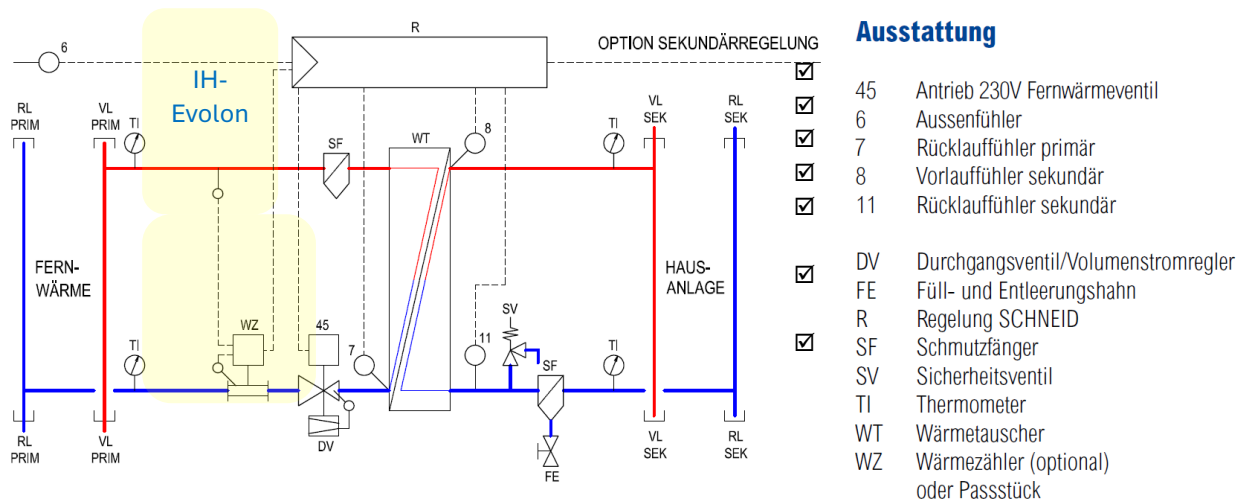 6
R
OPTION SEKUNDÄRREGELUNG
IH-
Evolon
RL
PRIM
VL
PRIM
TI
SF
WT
8
TI
VL
SEK
RL
SEK
FERN-
WÄRME
HAUS-
ANLAGE
TI
WZ
45
7
11
SV
SF
TI
DV
FE
RL
PRIM
VL
PRIM
VL
SEK
RL
SEK
Ausstattung
45 Antrieb 230V Fernwärmeventil
6 Aussenfühler
7 Rücklauffühler primär
8 Vorlauffühler sekundär
11 Rücklauffühler sekundär
DV Durchgangsventil/Volumenstromregler
FE Füll- und Entleerungshahn
R Regelung SCHNEID
SF Schmutzfänger
SV Sicherheitsventil
TI Thermometer
WT Wärmetauscher
WZ Wärmezähler (optional)
oder Passstück